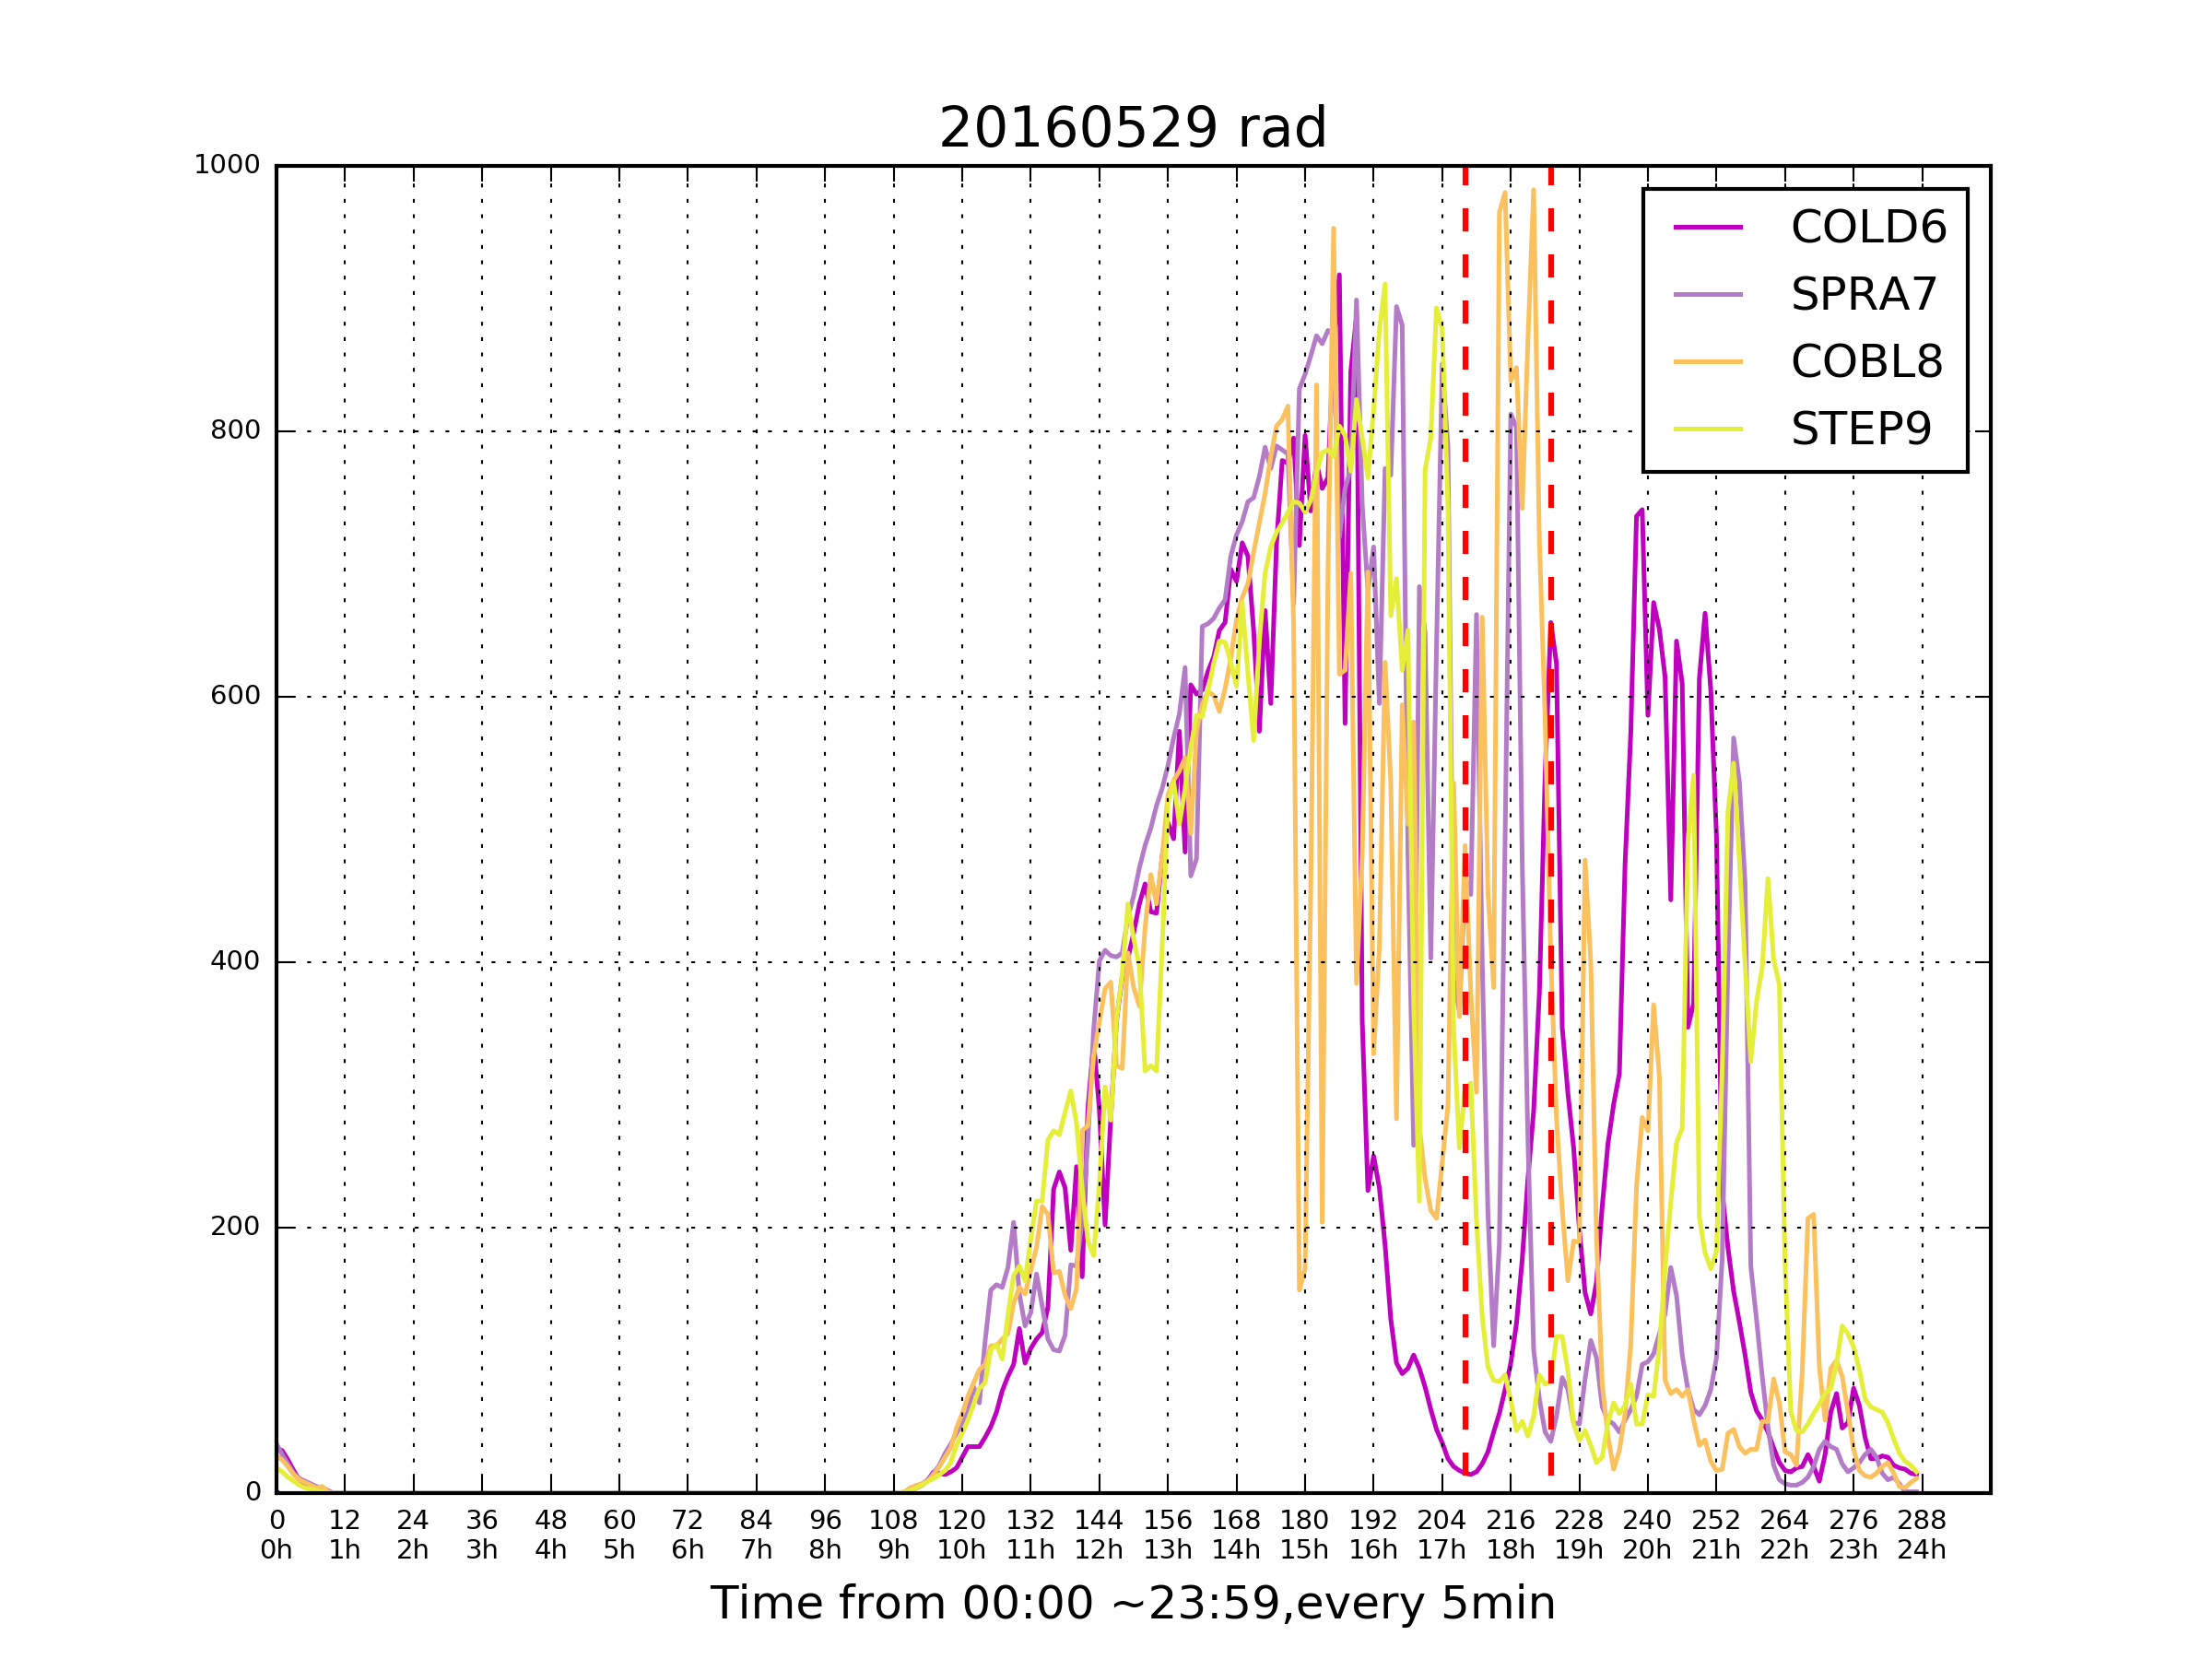 20160529 rad
1000
800
600
400
200
0
COLD6
SPRA7
COBL8
STEP9
0 12 24 36 48 60 72 84 96 108 120 132 144 156 168 180 192 204 216 228 240 252 264 276 288
0h 1h 2h 3h 4h 5h 6h 7h 8h 9h 10h 11h 12h 13h 14h 15h 16h 17h 18h 19h 20h 21h 22h 23h 24h
Time from 00:00 ~23:59,every 5min